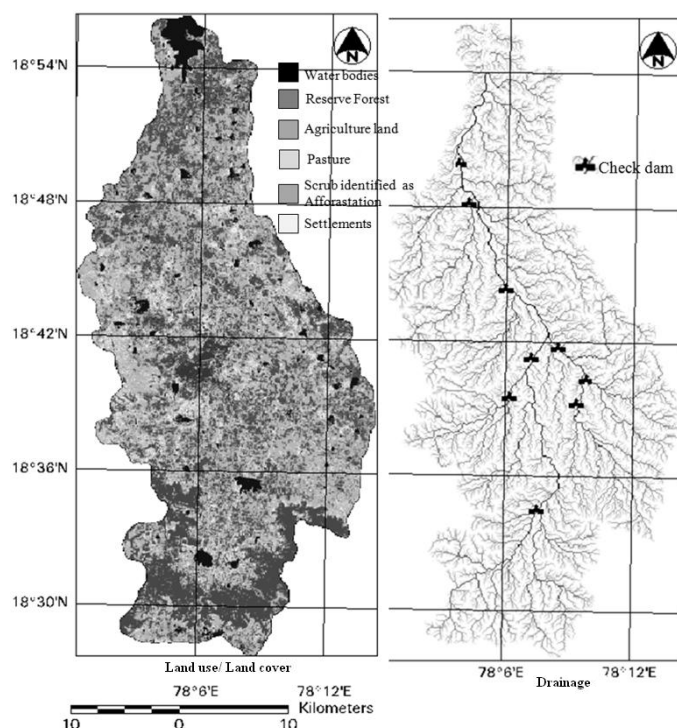 N
N
18°54'N
Water bodies
Reserve Forest
Agriculture land
Pasture
Scrub identified as
Afforastation
Settlements
Check dam
18°48'N
18°42'N
18°36'N
18°30'N
Land use/ Land cover
78°6'E
78°12'E
Drainage
78°6'E
78°12'E
Kilometers
10 0 10